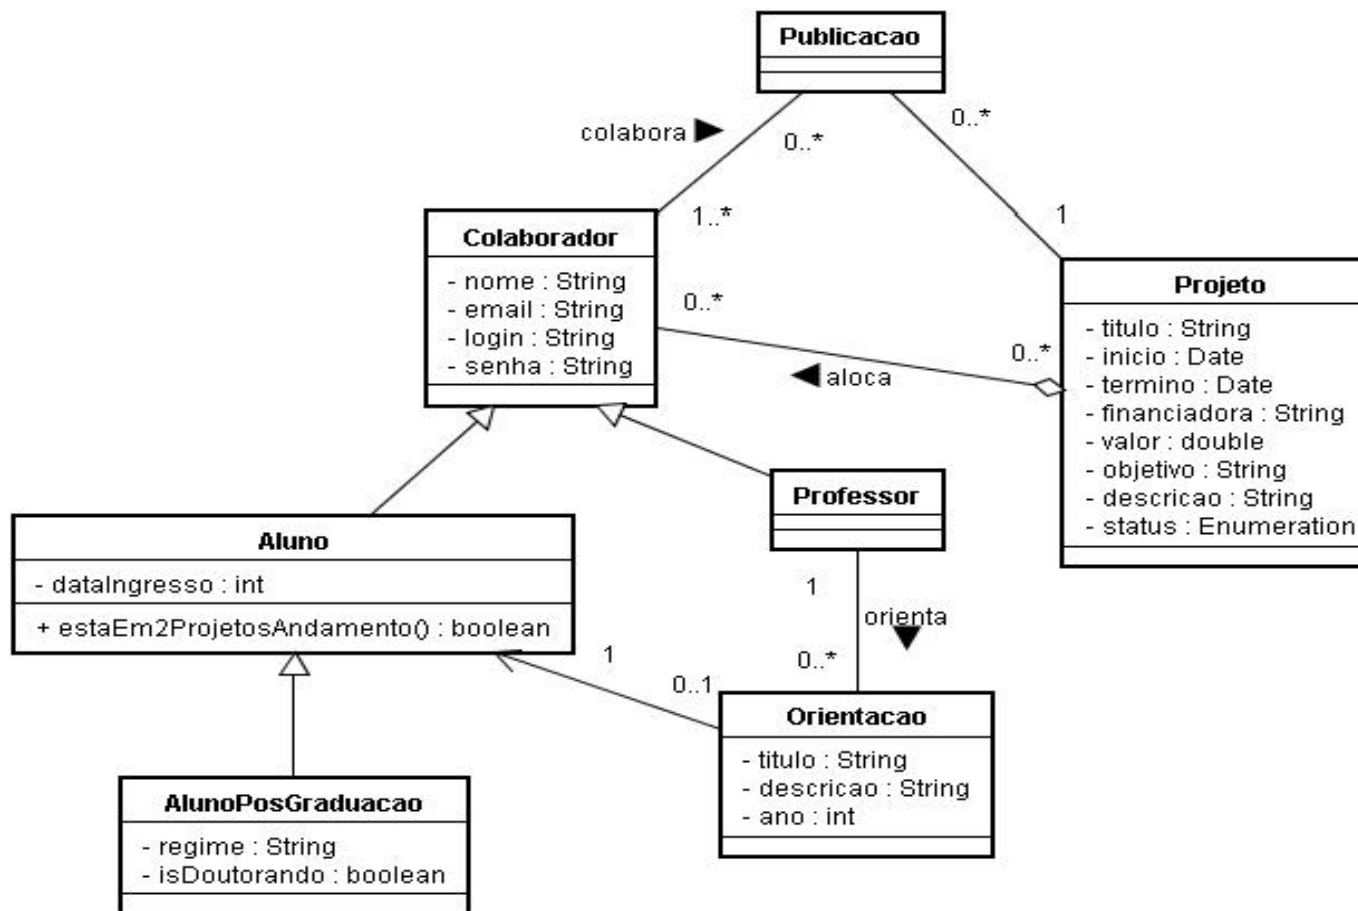 Publicacao
colabora
0..*
0..*
1..*
1
Colaborador
- nome : String
- email : String
- login : String
- senha : String
0..*
aloca
0..*
Projeto
- titulo : String
- inicio : Date
- termino : Date
- financiadora : String
- valor : double
- objetivo : String
- descricao : String
- status : Enumeration
Professor
Aluno
- dataIngresso : int
+ estaEm2ProjetosAndamento() : boolean
1
orienta
0..*
1
0..1
Orientacao
- titulo : String
- descricao : String
- ano : int
AlunoPosGraduacao
- regime : String
- isDoutorando : boolean